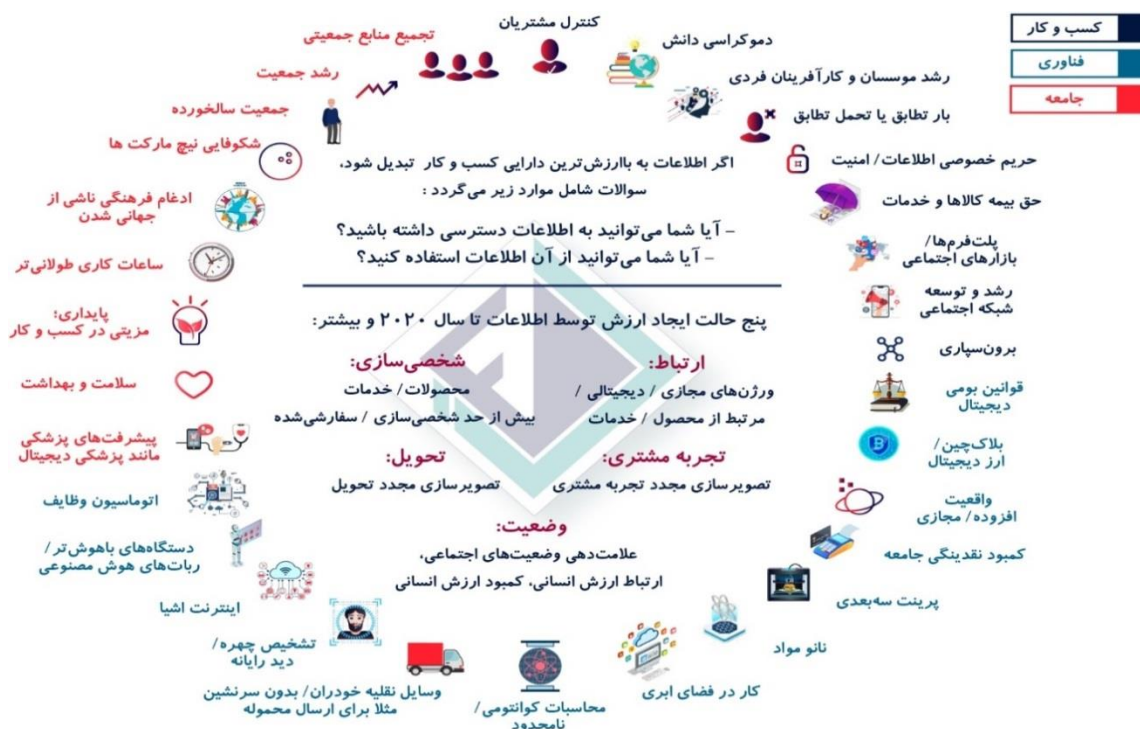 کسب و کار
فناوری
جامعه
کنترل مشتریان
دموکراسی دانش
رشد موسسان و کارآفرینان فردی
بار تطابق یا تحمل تطابق
حریم خصوصی اطلاعات/ امنیت
حق بیمه کالاها و خدمات
پلت‌فرم‌ها/
بازارهای اجتماعی
رشد و توسعه
شبکه اجتماعی
برون‌سپاری
قوانین بومی
دیجیتال
بلاک‌چین/
ارز دیجیتال
واقعیت
افزوده/ مجازی
کمبود نقدینگی جامعه
پرینت سه‌بعدی
نانو مواد
کار در فضای ابری
محاسبات کوانتومی/
نامحدود
وسایل نقلیه خودران/ بدون سرنشین
مثلا برای ارسال محموله
تشخیص چهره/
دید رایانه
اینترنت اشیا
دستگاه‌های باهوش‌تر/
ربات‌های هوش مصنوعی
اتوماسیون وظایف
پیشرفت‌های پزشکی
مانند پزشکی دیجیتال
سلامت و بهداشت
پایداری:
مزیتی در کسب و کار
ساعات کاری طولانی‌تر
ادغام فرهنگی ناشی از
جهانی شدن
شکوفایی نیچ مارکت ها
جمعیت سالخورده
رشد جمعیت
تجمیع منابع جمعیتی
اگر اطلاعات به باارزش‌ترین دارایی کسب و کار تبدیل شود،
سوالات شامل موارد زیر می‌گردد :
– آیا شما می‌توانید به اطلاعات دسترسی داشته باشید؟
– آیا شما می‌توانید از آن اطلاعات استفاده کنید؟
پنج حالت ایجاد ارزش توسط اطلاعات تا سال ۲۰۲۰ و بیشتر:
ارتباط:
ورژن‌های مجازی / دیجیتالی /
مرتبط از محصول / خدمات
شخصی‌سازی:
محصولات/ خدمات
بیش از حد شخصی‌سازی / سفارشی‌شده
تجربه مشتری:
تصویرسازی مجدد تجربه مشتری
تحویل:
تصویرسازی مجدد تحویل
وضعیت:
علامت‌دهی وضعیت‌های اجتماعی،
ارتباط ارزش انسانی، کمبود ارزش انسانی